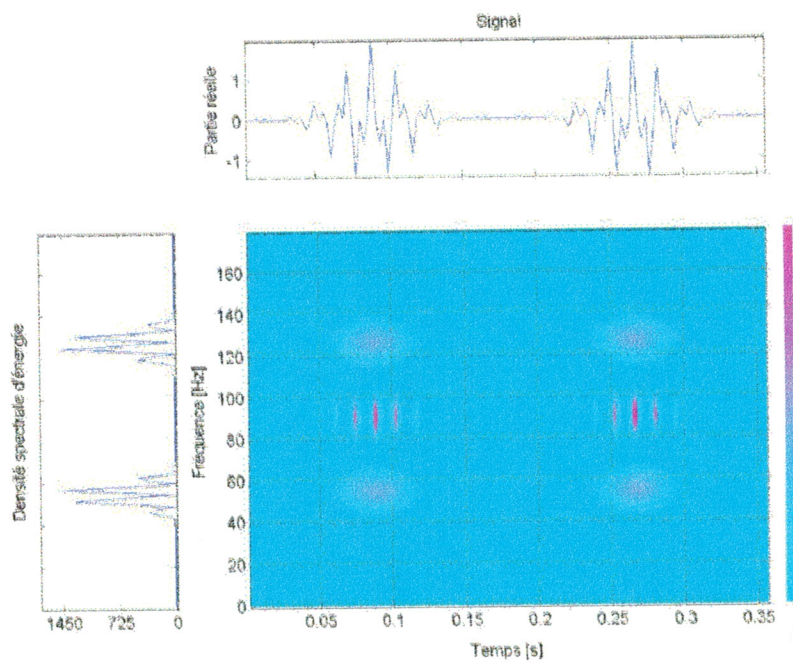 Signal
Partie réelle
1
0
-1
Densité spectrale d'énergie
1450 725 0
Fréquence [Hz]
160
140
120
100
80
60
40
20
0
0.05 0.1 0.15 0.2 0.25 0.3 0.35
Temps [s]